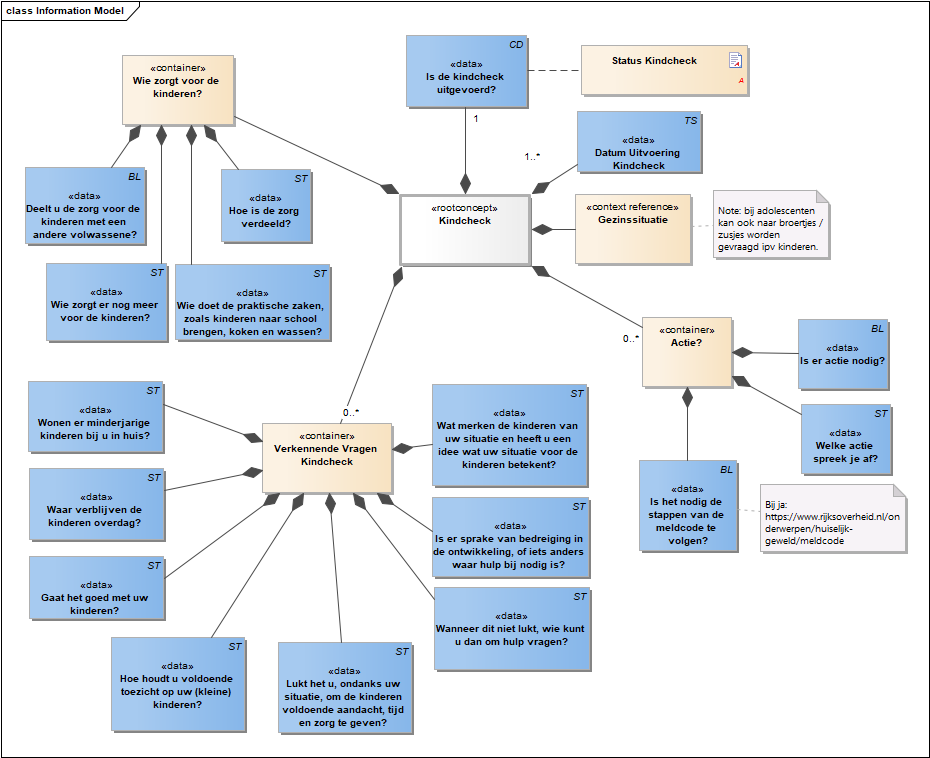 class Information Model
CD
«data»
Is de kindcheck
uitgevoerd?
Status Kindcheck
A
«container»
Wie zorgt voor de
kinderen?
1
1..*
TS
«data»
Datum Uitvoering
Kindcheck
BL
«data»
Deelt u de zorg voor de
kinderen met een
andere volwassene?
ST
«data»
Hoe is de zorg
verdeeld?
«rootconcept»
Kindcheck
«context reference»
Gezinssituatie
Note: bij adolescenten
kan ook naar broertjes /
zusjes worden
gevraagd ipv kinderen.
ST
«data»
Wie zorgt er nog meer
voor de kinderen?
ST
«data»
Wie doet de praktische zaken,
zoals kinderen naar school
brengen, koken en wassen?
0..*
«container»
Actie?
BL
«data»
Is er actie nodig?
ST
«data»
Welke actie
spreek je af?
BL
«data»
Is het nodig de
stappen van de
meldcode te
volgen?
Bij ja:
https://www.rijksoverheid.nl/on
derwerpen/huiselijk-
geweld/meldcode
0..*
«container»
Verkennende Vragen
Kindcheck
ST
«data»
Wonen er minderjarige
kinderen bij u in huis?
ST
«data»
Wat merken de kinderen van
uw situatie en heeft u een
idee wat uw situatie voor de
kinderen betekent?
ST
«data»
Waar verblijven de
kinderen overdag?
ST
«data»
Is er sprake van bedreiging in
de ontwikkeling, of iets anders
waar hulp bij nodig is?
ST
«data»
Gaat het goed met uw
kinderen?
ST
«data»
Wanneer dit niet lukt, wie kunt
u dan om hulp vragen?
ST
«data»
Hoe houdt u voldoende
toezicht op uw (kleine)
kinderen?
ST
«data»
Lukt het u, ondanks uw
situatie, om de kinderen
voldoende aandacht, tijd
en zorg te geven?